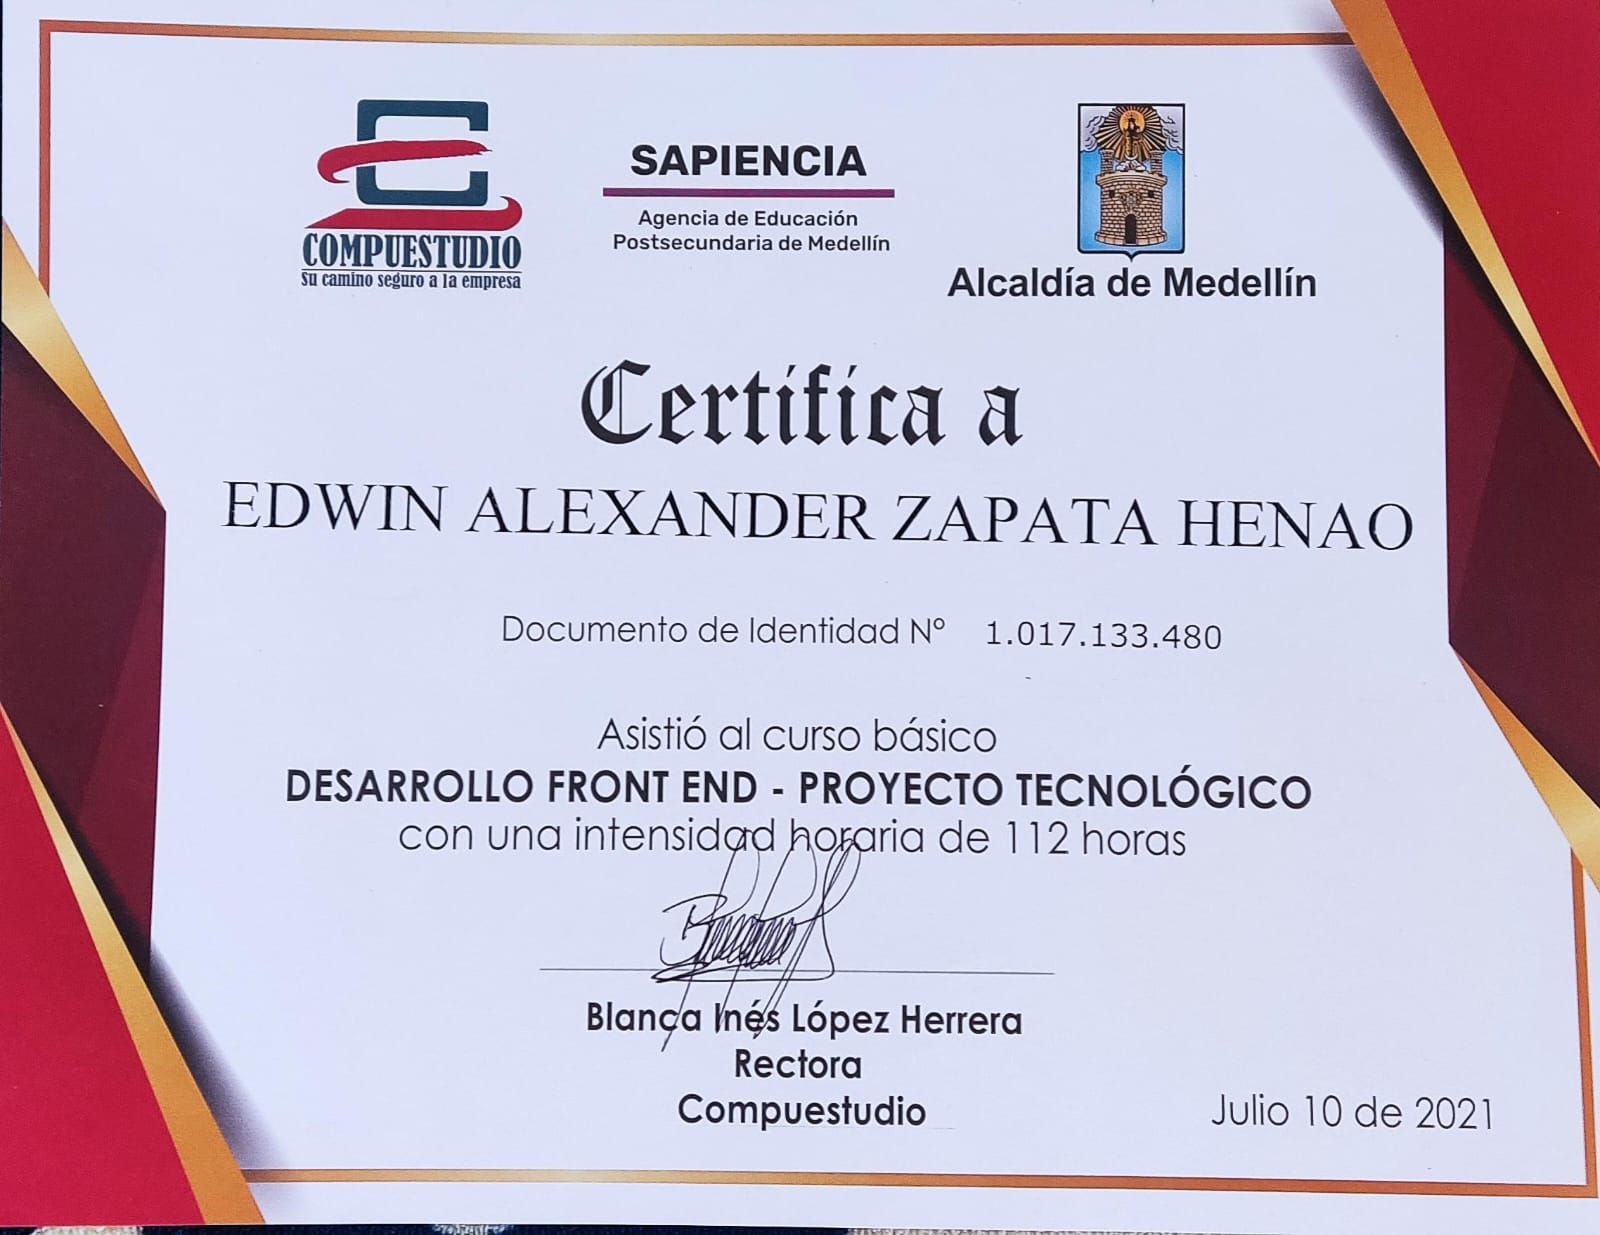 COMPUESTUDIO
Su camino seguro a la empresa
SAPIENCIA
Agencia de Educación
Postsecundaria de Medellín
Alcaldía de Medellín
Certifica a
EDWIN ALEXANDER ZAPATA HENAO
Documento de Identidad Nº 1.017.133.480
Asistió al curso básico
DESARROLLO FRONT END - PROYECTO TECNOLÓGICO
con una intensidad horaria de 112 horas
Blanca Inés López Herrera
Rectora
Compuestudio
Julio 10 de 2021